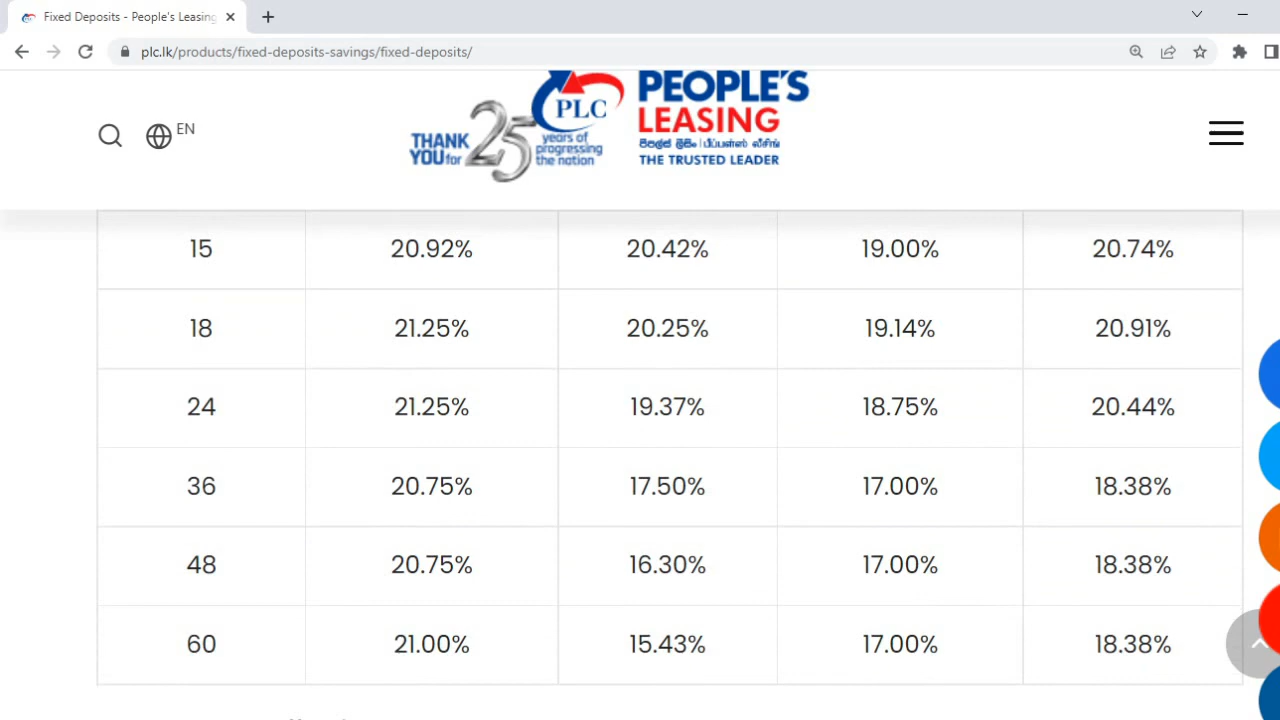 Fixed Deposits - People's Leasing
plc.lk/products/fixed-deposits-savings/fixed-deposits/
EN
THANK YOU for 25 years of progressing the nation
PLC
PEOPLE'S
LEASING
පීපල්ස් ලීසිං | பீப்பள்ஸ் லீசிங்
THE TRUSTED LEADER
15 20.92% 20.42% 19.00% 20.74%
18 21.25% 20.25% 19.14% 20.91%
24 21.25% 19.37% 18.75% 20.44%
36 20.75% 17.50% 17.00% 18.38%
48 20.75% 16.30% 17.00% 18.38%
60 21.00% 15.43% 17.00% 18.38%